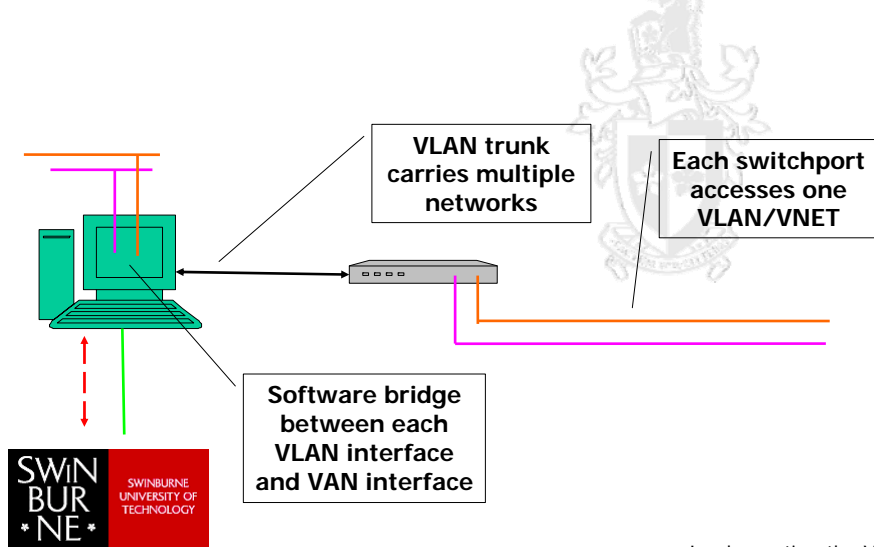 VLAN trunk
carries multiple
networks
Each switchport
accesses one
VLAN/VNET
Software bridge
between each
VLAN interface
and VAN interface
SWIN
BUR
* NE *
SWINBURNE
UNIVERSITY OF
TECHNOLOGY